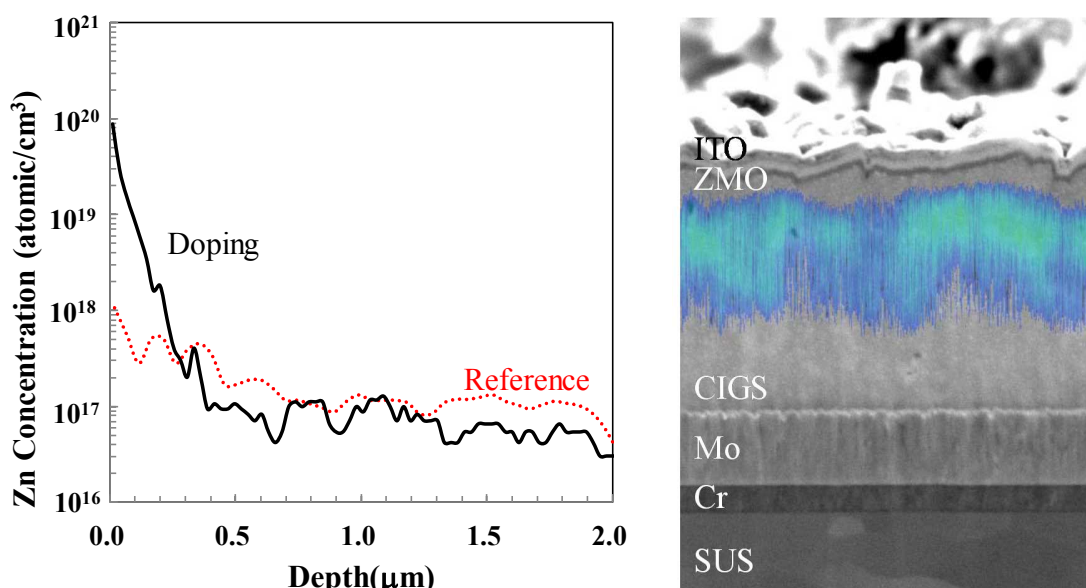 Zn Concentration (atomic/cm³)
10²¹
10²⁰
10¹⁹
10¹⁸
10¹⁷
10¹⁶
Doping
Reference
0.0 0.5 1.0 1.5 2.0
Depth(μm)
ITO
ZMO
CIGS
Mo
Cr
SUS